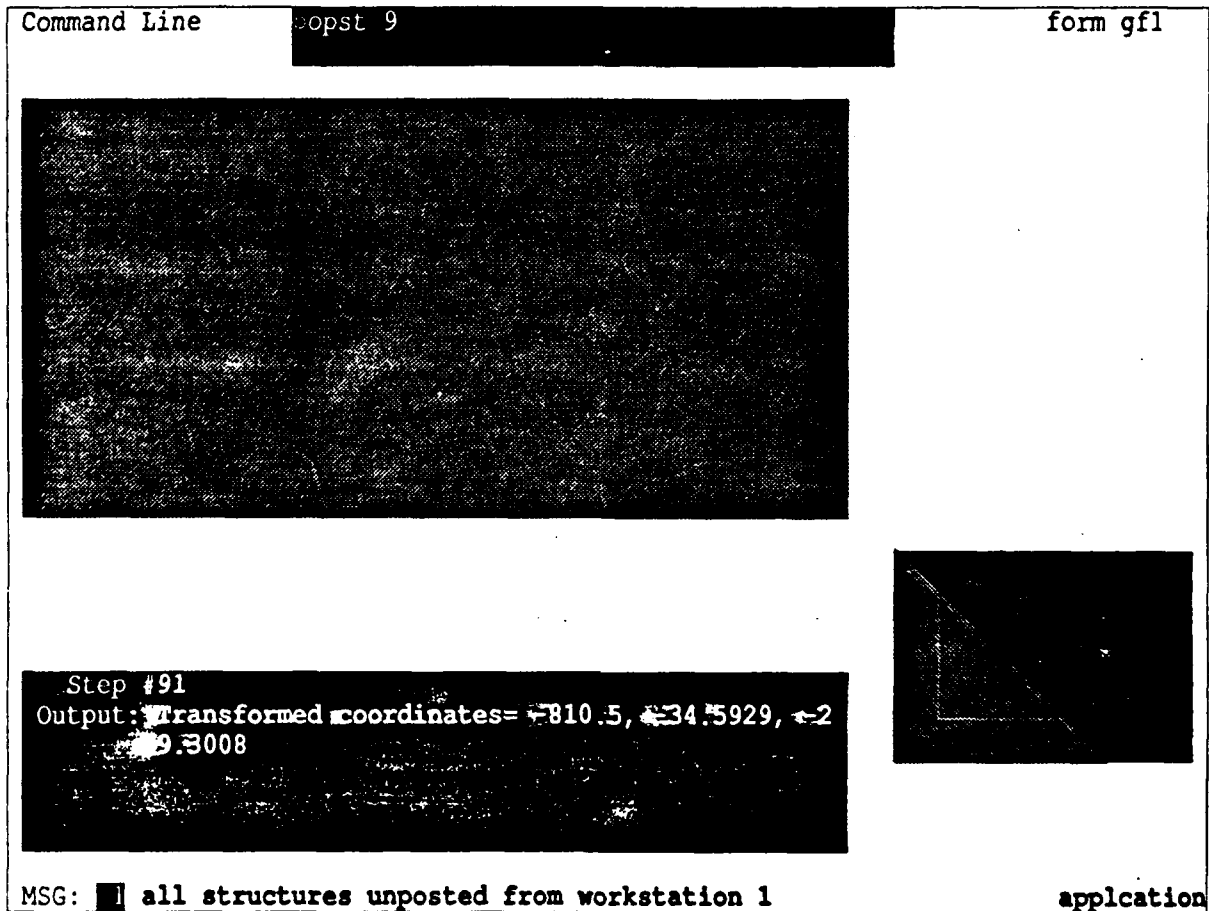 Command Line
opst 9
form gf1
Step #91
Output: Transformed coordinates= -810.5, -34.5929, -2
9.3008
MSG: 1 all structures unposted from workstation 1
applcation